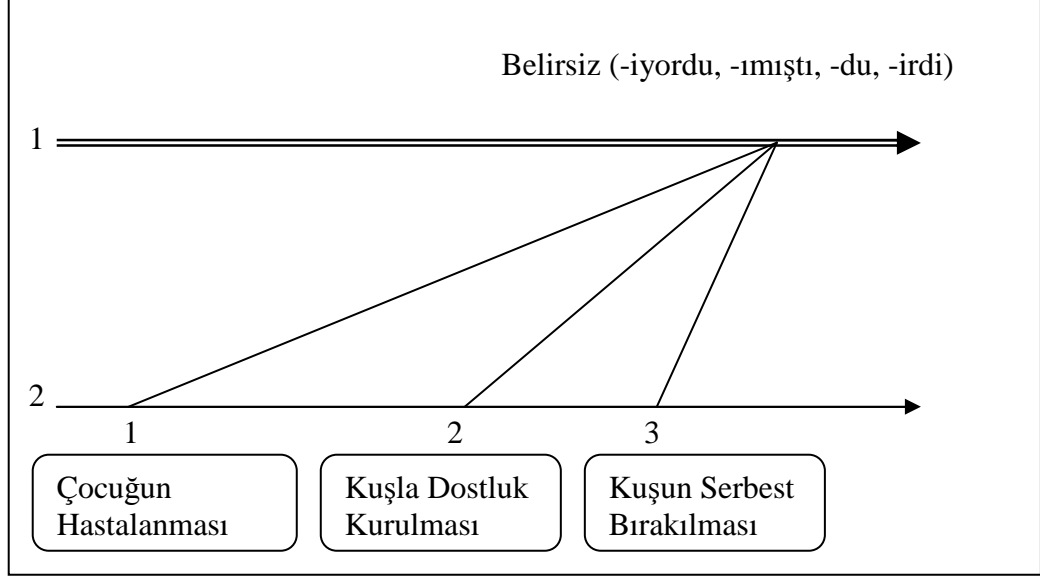 Belirsiz (-iyordu, -ımıştı, -du, -irdi)
1
2
1 2 3
Çocuğun
Hastalanması
Kuşla Dostluk
Kurulması
Kuşun Serbest
Bırakılması